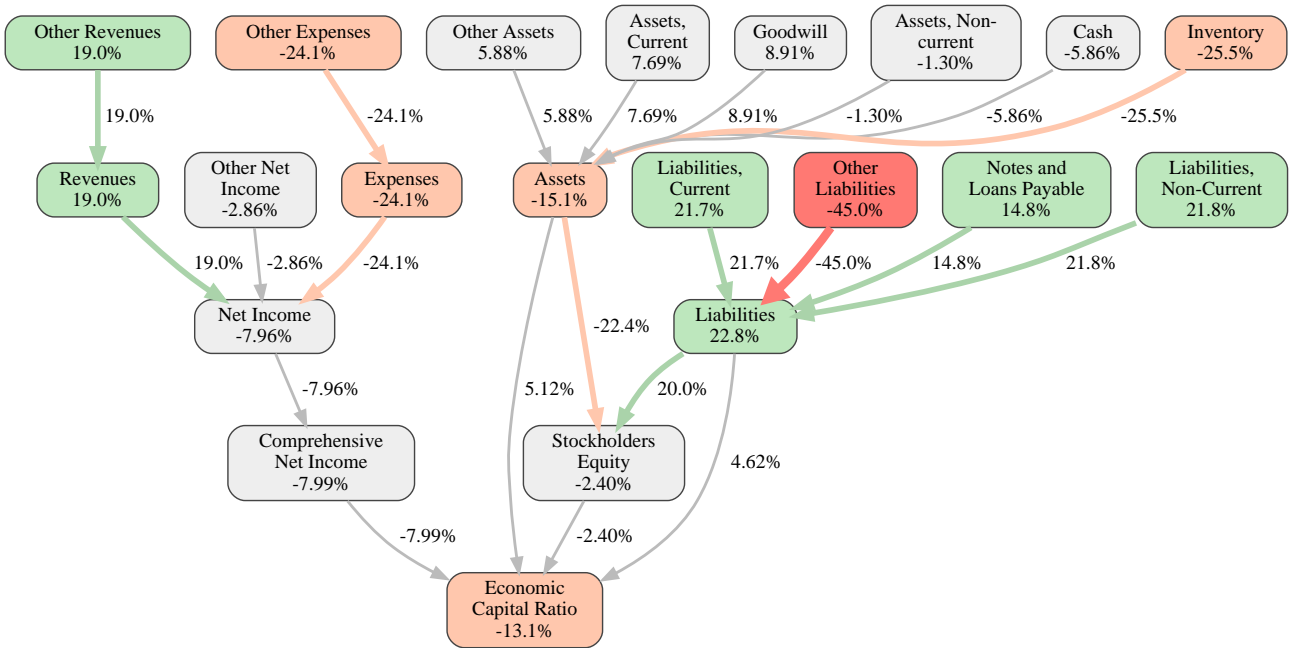 Other Revenues
19.0%
Other Expenses
-24.1%
Other Assets
5.88%
Assets,
Current
7.69%
Goodwill
8.91%
Assets, Non-
current
-1.30%
Cash
-5.86%
Inventory
-25.5%
19.0%
-24.1%
5.88%
7.69%
8.91%
-1.30%
-5.86%
-25.5%
Revenues
19.0%
Other Net
Income
-2.86%
Expenses
-24.1%
Assets
-15.1%
Liabilities,
Current
21.7%
Other
Liabilities
-45.0%
Notes and
Loans Payable
14.8%
Liabilities,
Non-Current
21.8%
19.0%
-2.86%
-24.1%
21.7%
-45.0%
14.8%
21.8%
Net Income
-7.96%
-22.4%
Liabilities
22.8%
-7.96%
5.12%
20.0%
Comprehensive
Net Income
-7.99%
Stockholders
Equity
-2.40%
4.62%
-7.99%
-2.40%
Economic
Capital Ratio
-13.1%